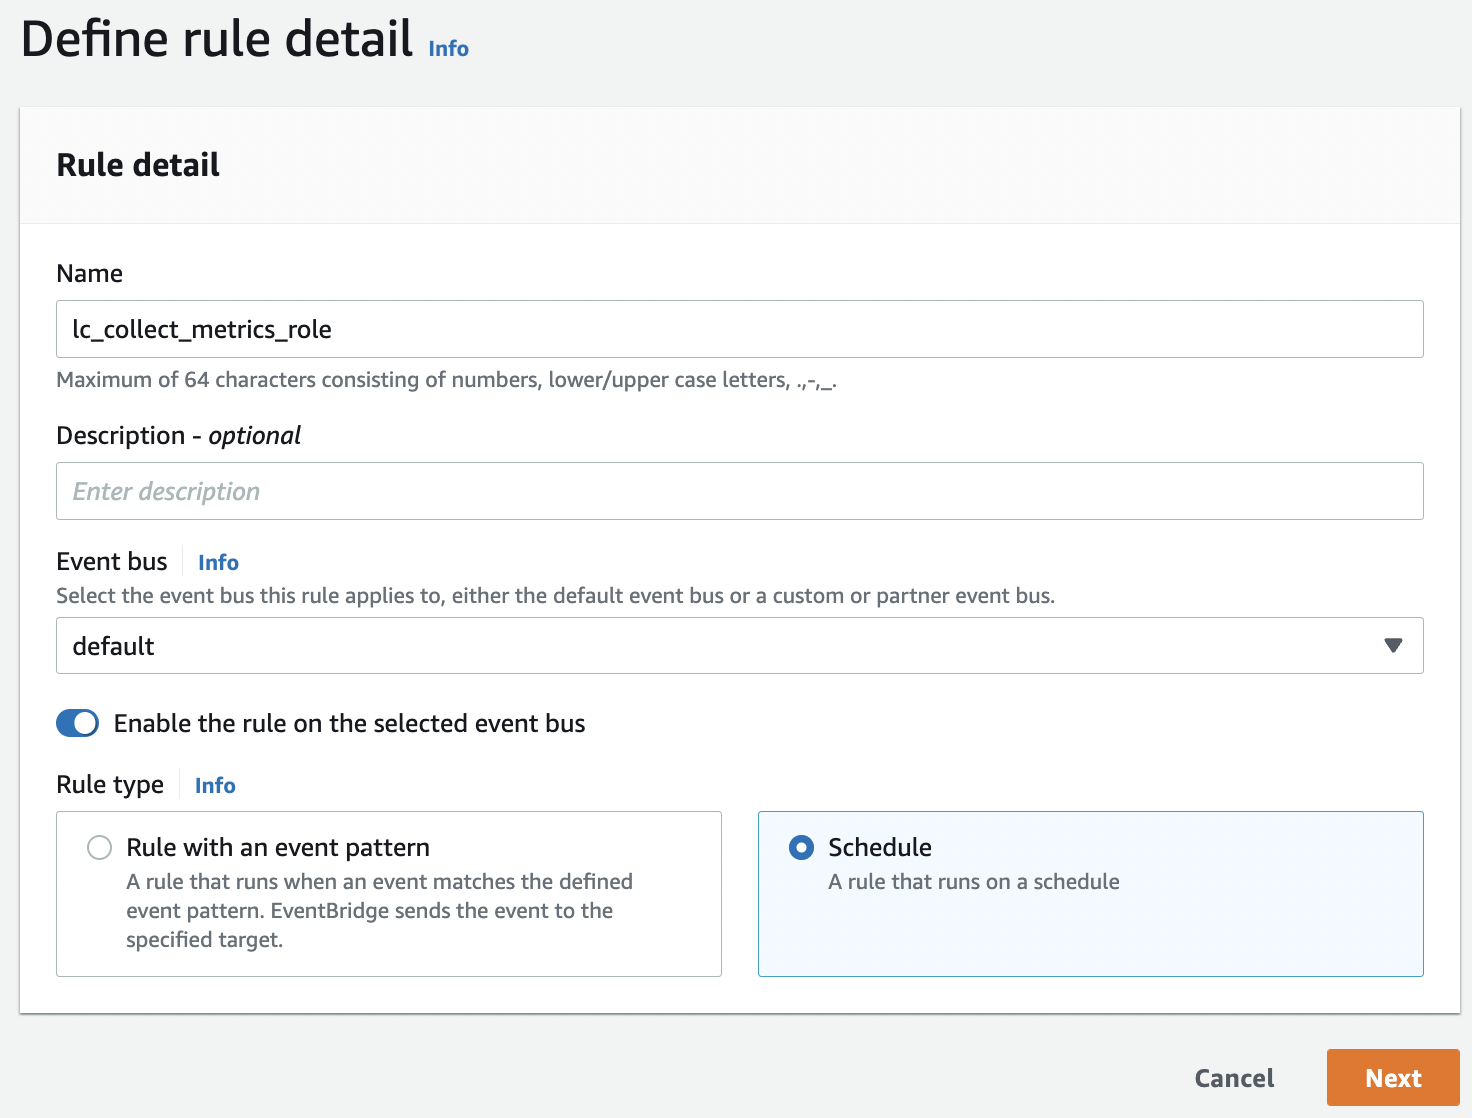 Define rule detail Info
Rule detail
Name
lc_collect_metrics_role
Maximum of 64 characters consisting of numbers, lower/upper case letters, .,-,_.
Description - optional
Enter description
Event bus Info
Select the event bus this rule applies to, either the default event bus or a custom or partner event bus.
default
Enable the rule on the selected event bus
Rule type Info
Rule with an event pattern
A rule that runs when an event matches the defined
event pattern. EventBridge sends the event to the
specified target.
Schedule
A rule that runs on a schedule
Cancel Next